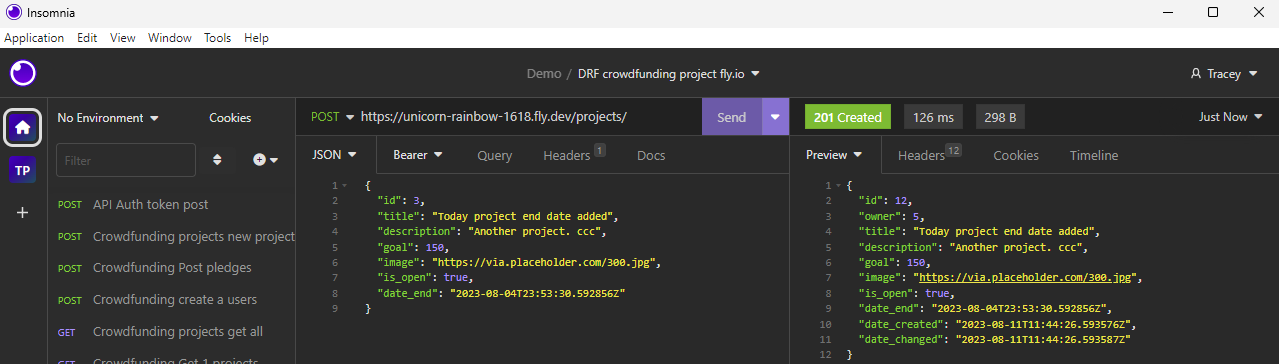 Insomnia
Application Edit View Window Tools Help
Demo / DRF crowdfunding project fly.io
Tracey
No Environment Cookies
POST https://unicorn-rainbow-1618.fly.dev/projects/ Send
201 Created 126 ms 298 B Just Now
Filter
JSON Bearer Query Headers 1 Docs
Preview Headers 12 Cookies Timeline
TP
POST API Auth token post
POST Crowdfunding projects new project
POST Crowdfunding Post pledges
POST Crowdfunding create a users
GET Crowdfunding projects get all
GET Crowdfunding Get 1 projects
1 {
2 "id": 3,
3 "title": "Today project end date added",
4 "description": "Another project. ccc",
5 "goal": 150,
6 "image": "https://via.placeholder.com/300.jpg",
7 "is_open": true,
8 "date_end": "2023-08-04T23:53:30.592856Z"
9 }
1 {
2 "id": 12,
3 "owner": 5,
4 "title": "Today project end date added",
5 "description": "Another project. ccc",
6 "goal": 150,
7 "image": "https://via.placeholder.com/300.jpg",
8 "is_open": true,
9 "date_end": "2023-08-04T23:53:30.592856Z",
10 "date_created": "2023-08-11T11:44:26.593576Z",
11 "date_changed": "2023-08-11T11:44:26.593587Z"
12 }